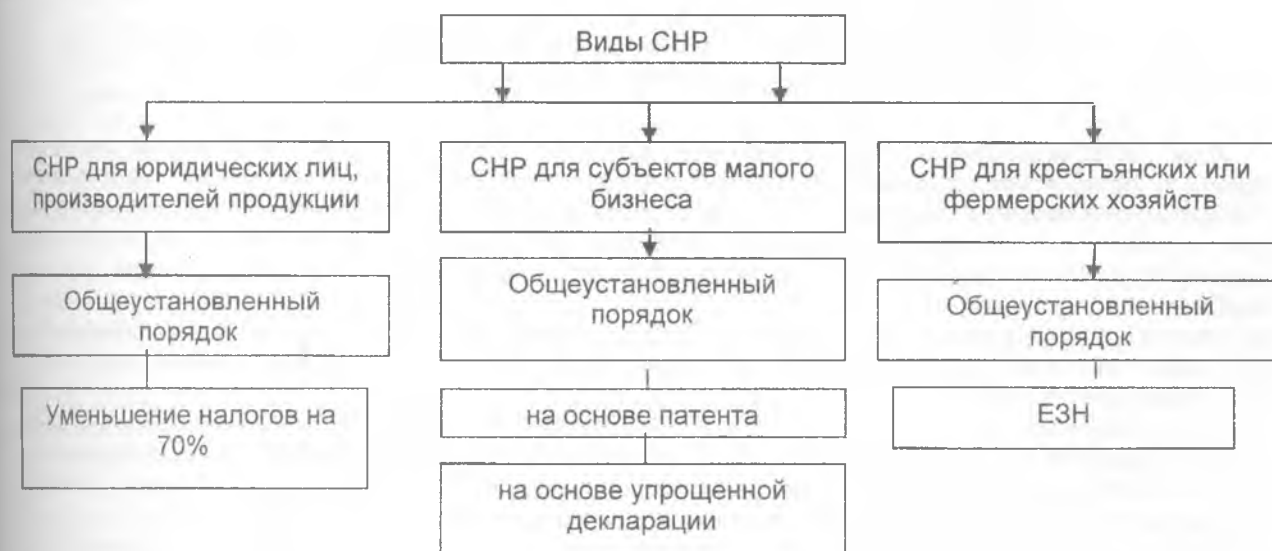 Виды СНР
СНР для юридических лиц,
производителей продукции
СНР для субъектов малого
бизнеса
СНР для крестьянских или
фермерских хозяйств
Общеустановленный
порядок
Общеустановленный
порядок
Общеустановленный
порядок
Уменьшение налогов на
70%
на основе патента
ЕЗН
на основе упрощенной
декларации